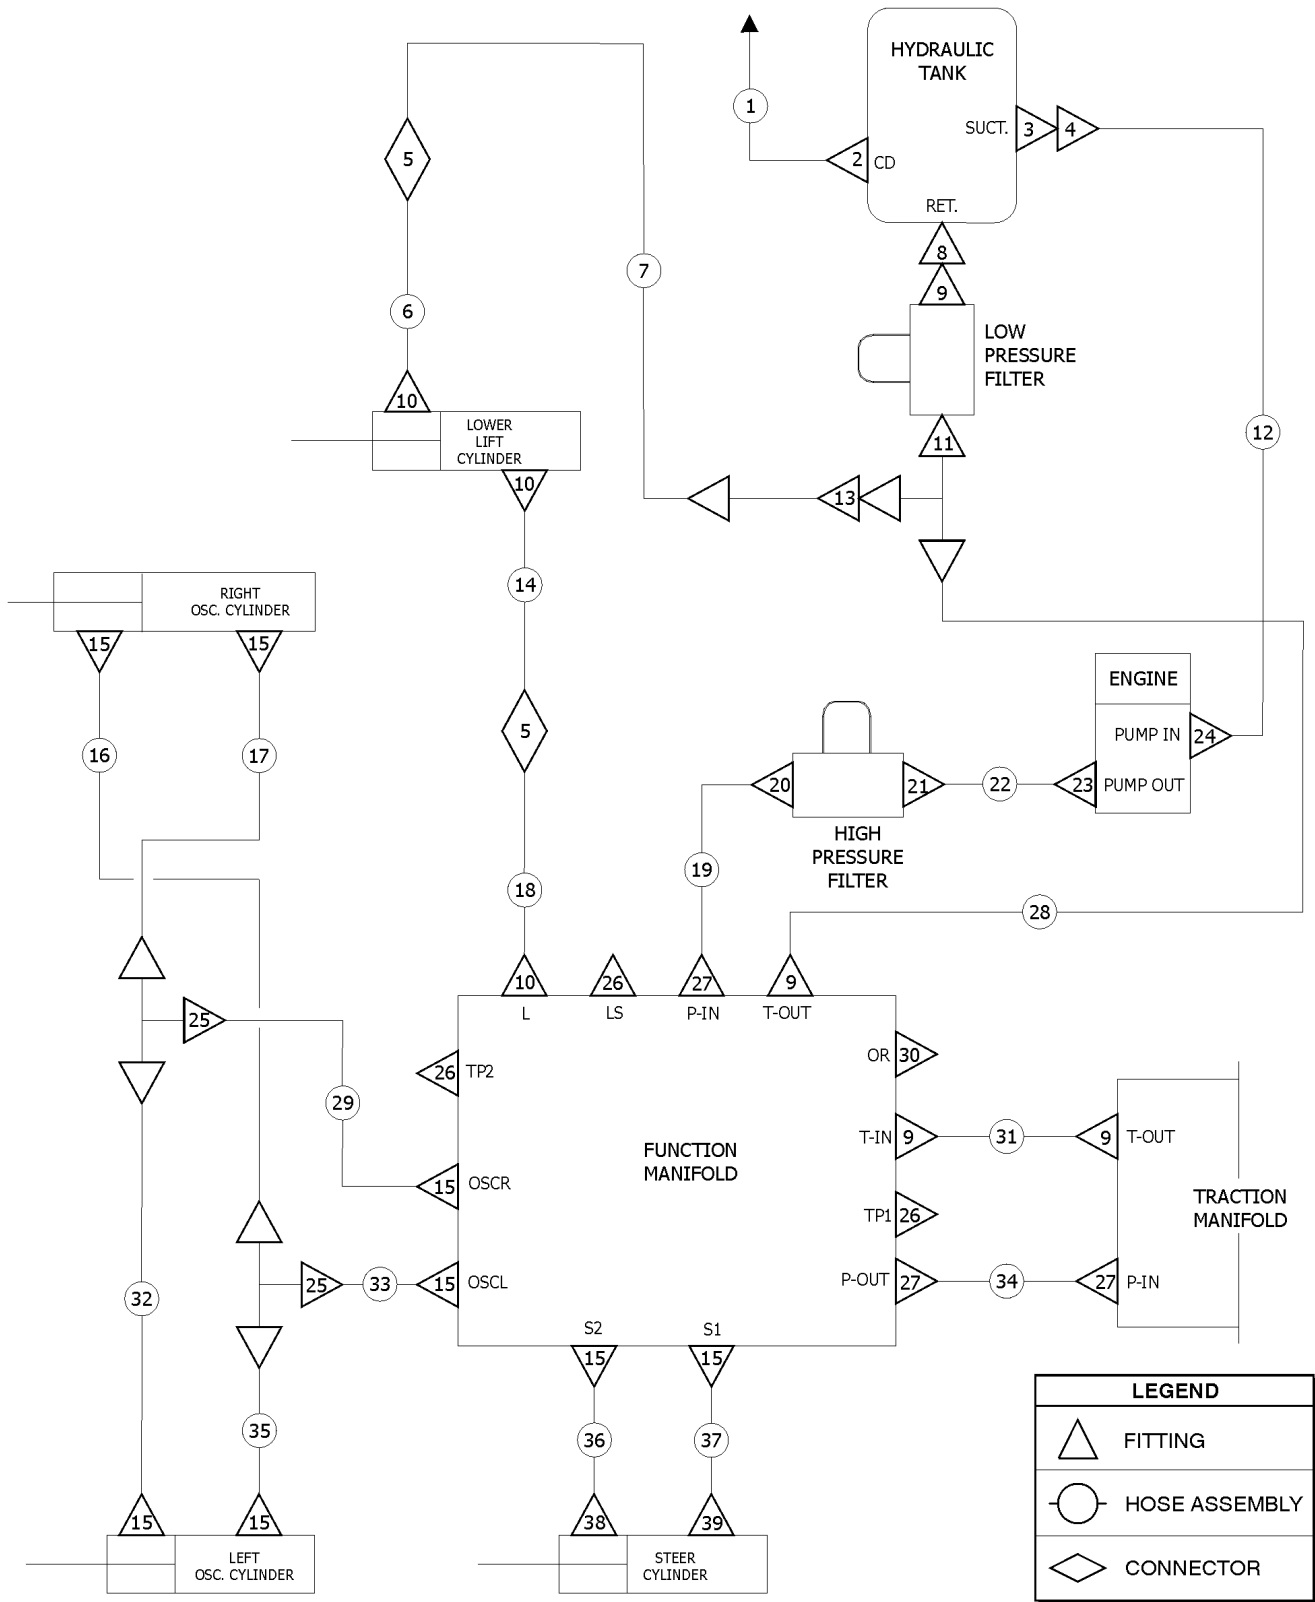 HYDRAULIC
TANK
1
SUCT.
3
4
5
2
CD
RET.
8
7
9
6
LOW
PRESSURE
FILTER
10
LOWER
LIFT
CYLINDER
12
11
10
13
14
RIGHT
OSC. CYLINDER
15
15
ENGINE
5
PUMP IN
24
16
17
20
21
22
23
PUMP OUT
HIGH
PRESSURE
FILTER
19
18
28
10
26
27
9
L
LS
P-IN
T-OUT
25
OR
30
26
TP2
29
FUNCTION
MANIFOLD
T-IN
9
31
9
T-OUT
15
OSCR
TRACTION
MANIFOLD
TP1
26
25
33
15
OSCL
P-OUT
27
34
27
P-IN
32
S2
S1
15
15
LEGEND
35
36
37
FITTING
HOSE ASSEMBLY
15
15
38
39
LEFT
OSC. CYLINDER
STEER
CYLINDER
CONNECTOR